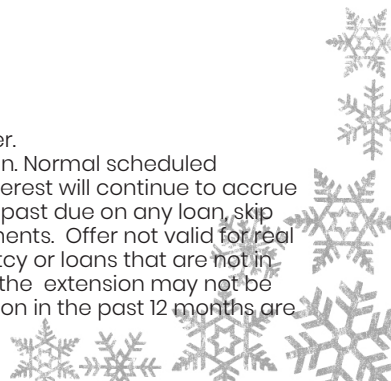 er.
n. Normal scheduled
erest will continue to accrue
past due on any loan, skip
nents.  Offer not valid for real
tcy or loans that are not in
the  extension may not be
on in the past 12 months are